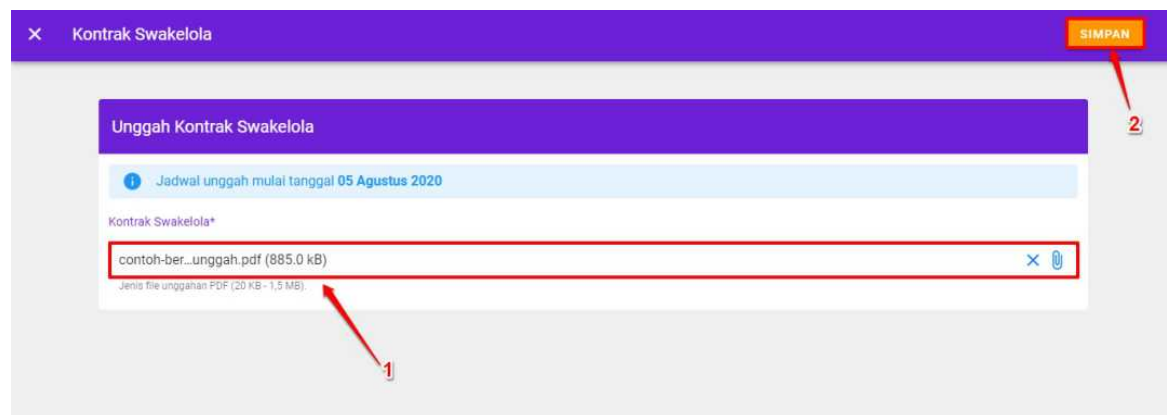 × Kontrak Swakelola SIMPAN
Unggah Kontrak Swakelola
2
Jadwal unggah mulai tanggal 05 Agustus 2020
Kontrak Swakelola*
contoh-ber...unggah.pdf (885.0 kB)
Jenis file unggahan PDF (20 KB - 1,5 MB).
1